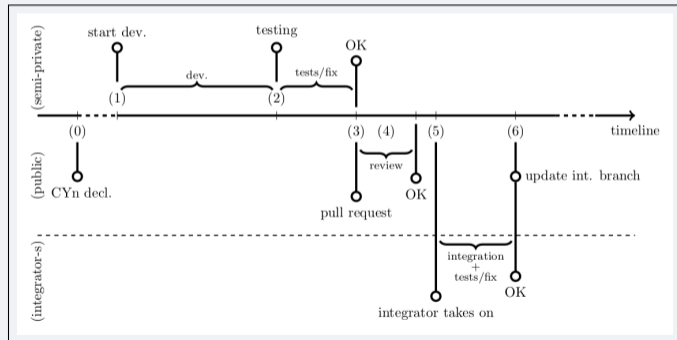 (semi-private)
start dev.
testing
OK
dev.
tests/fix
(1)
(2)
(0)
(3)
(4)
(5)
(6)
timeline
(public)
review
CYn decl.
OK
update int. branch
pull request
(integrator-s)
integration
+
tests/fix
OK
integrator takes on